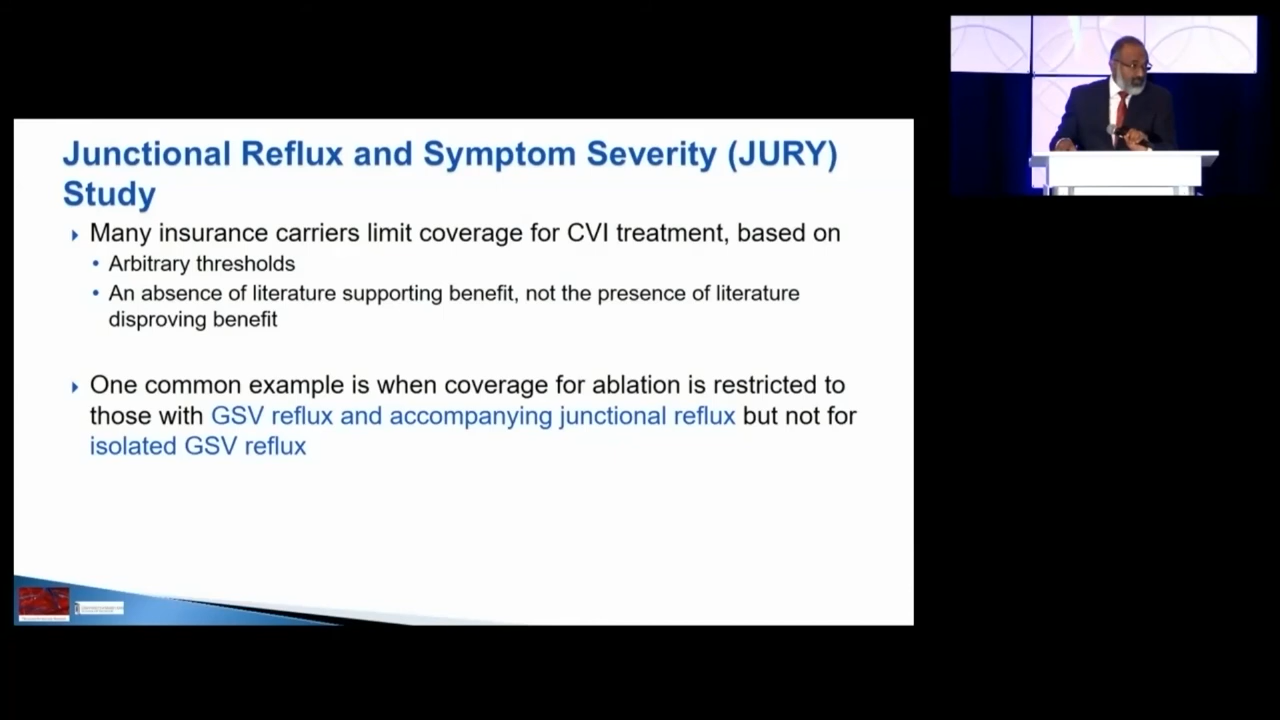 Junctional Reflux and Symptom Severity (JURY)
Study
Many insurance carriers limit coverage for CVI treatment, based on
• Arbitrary thresholds
• An absence of literature supporting benefit, not the presence of literature
disproving benefit
One common example is when coverage for ablation is restricted to
those with GSV reflux and accompanying junctional reflux but not for
isolated GSV reflux